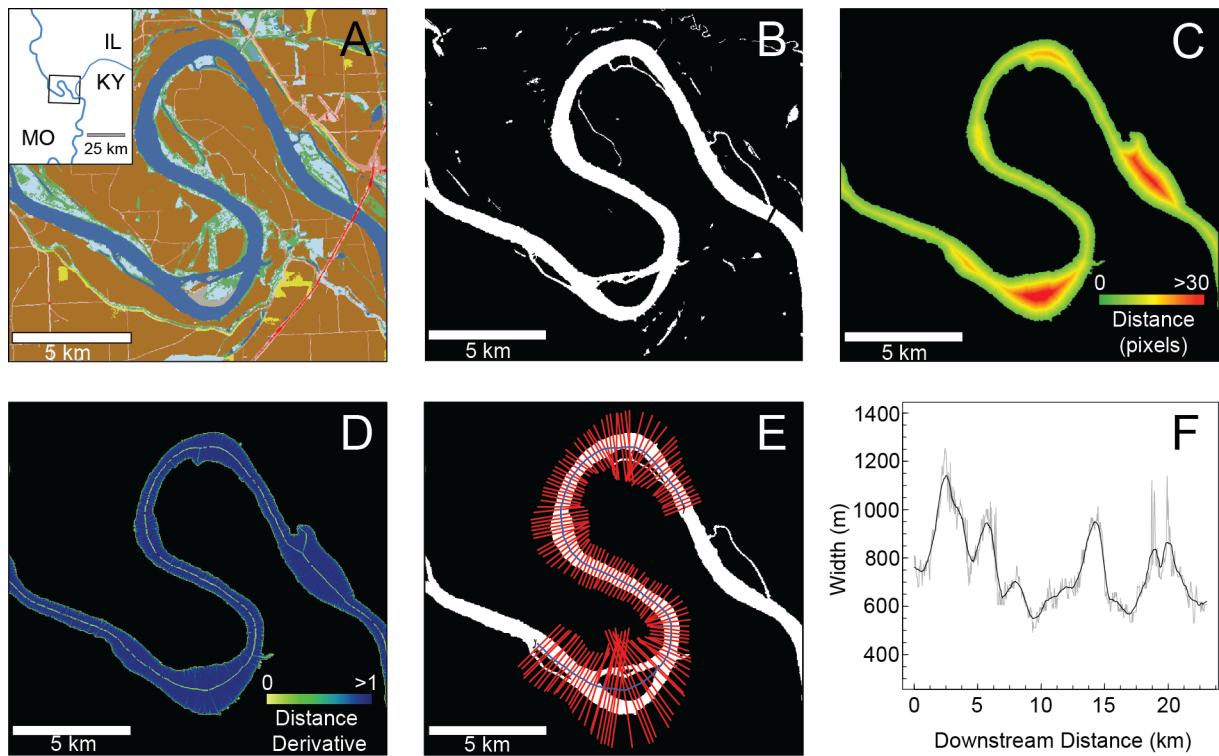 A
IL
KY
MO
25 km
5 km
B
5 km
C
0 >30
Distance
(pixels)
5 km
D
0 >1
Distance
Derivative
5 km
E
5 km
F
1400
1200
1000
800
600
400
Width (m)
0 5 10 15 20
Downstream Distance (km)